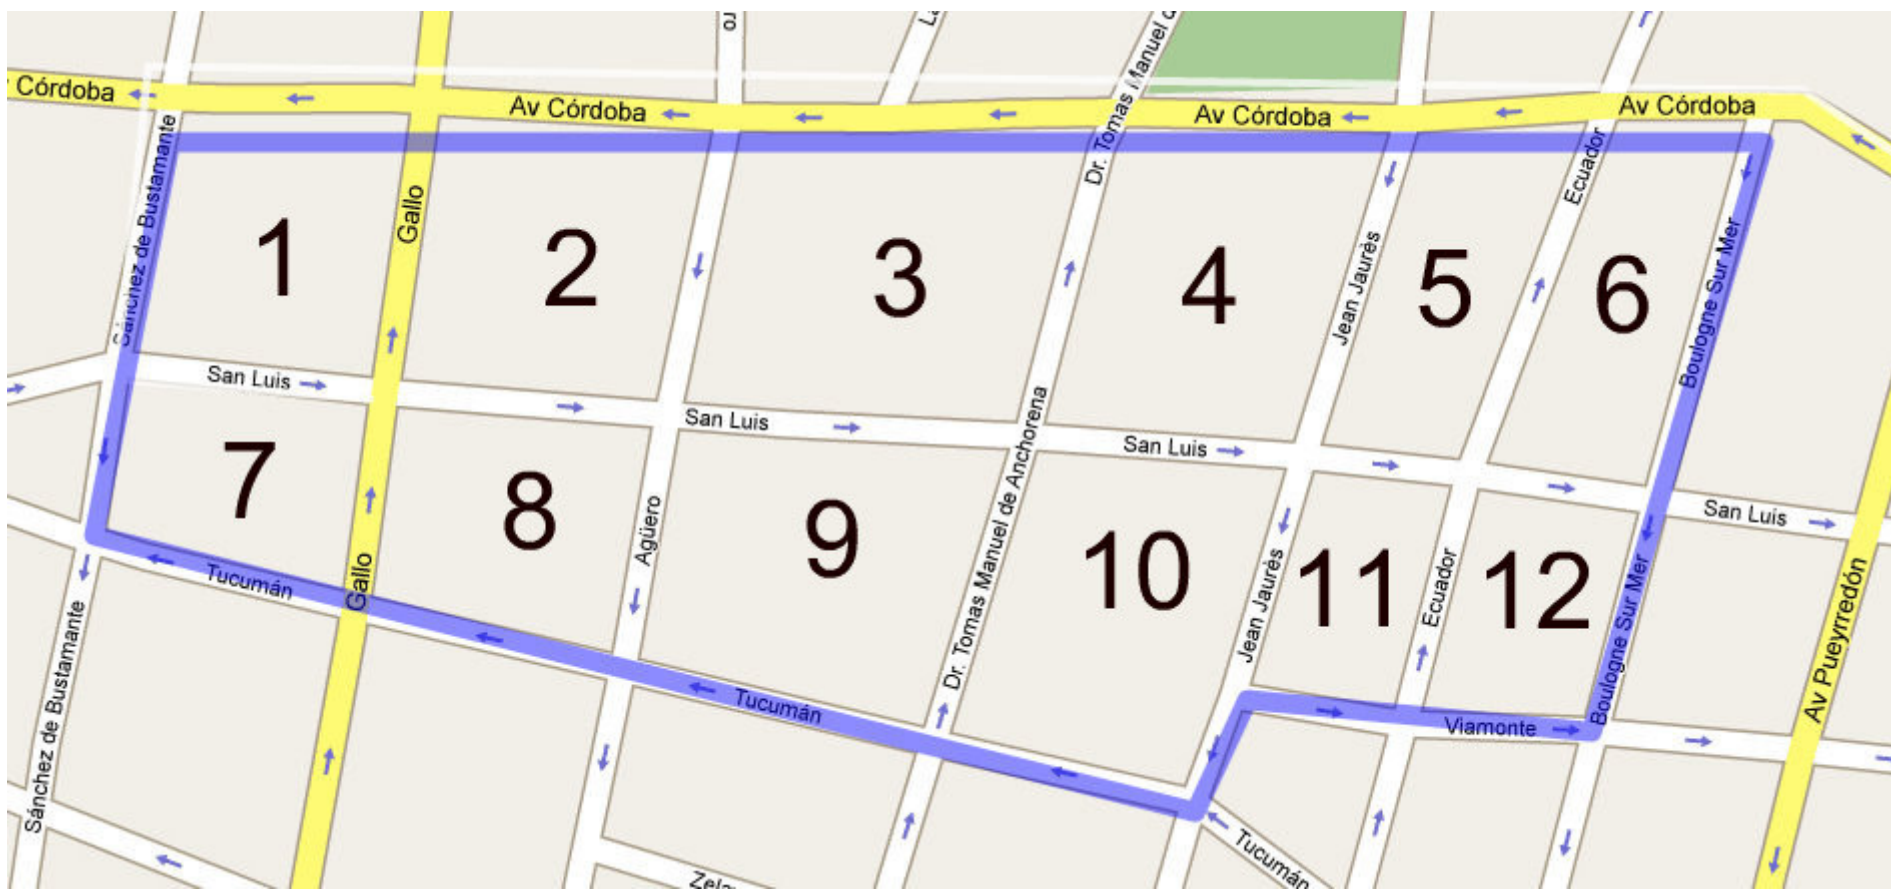 Córdoba
Av Córdoba
Av Córdoba
Av Córdoba
Dr. Tomas Manuel d
Sánchez de Bustamante
Gallo
Ecuador
Jean Jaurès
Boulogne Sur Mer
1
2
3
4
5
6
San Luis
San Luis
San Luis
San Luis
7
8
9
10
11
12
Agüero
Dr. Tomas Manuel de Anchorena
Jean Jaurès
Ecuador
Boulogne Sur Mer
Av Pueyrredón
Gallo
Tucumán
Tucumán
Viamonte
Sánchez de Bustamante
Tucumán